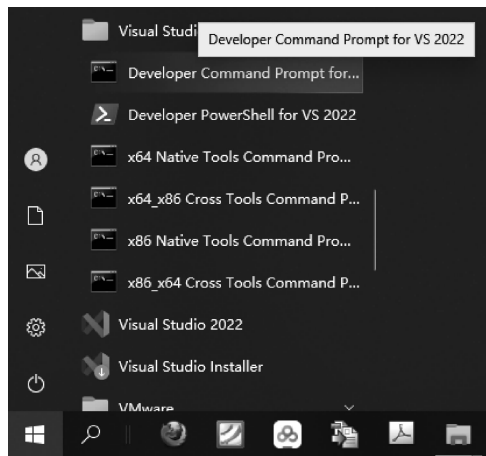 Visual Studi
Developer Command Prompt for VS 2022
Developer Command Prompt for...
Developer PowerShell for VS 2022
x64 Native Tools Command Pro...
x64_x86 Cross Tools Command P...
x86 Native Tools Command Pro...
x86_x64 Cross Tools Command P...
Visual Studio 2022
Visual Studio Installer
VMware